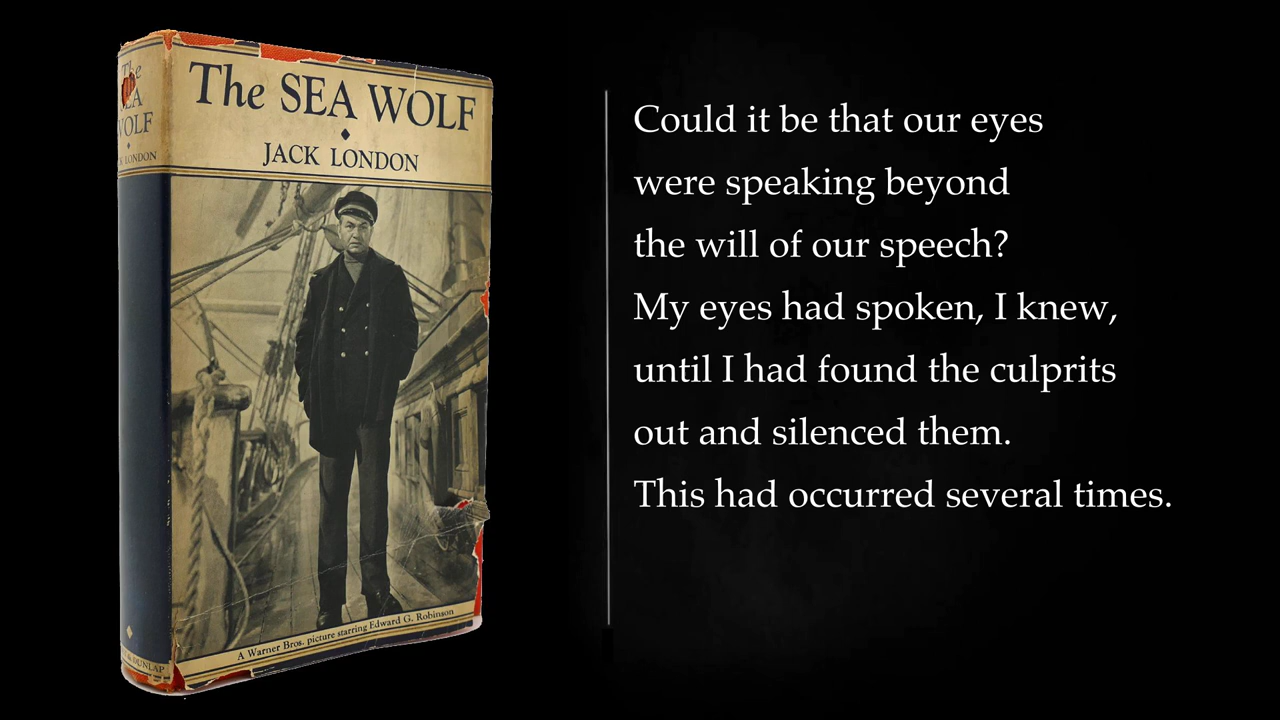 The SEA WOLF
JACK LONDON
The
WOLF
LONDON
DUNLAP
A Warner Bros. picture starring Edward G. Robinson
Could it be that our eyes
were speaking beyond
the will of our speech?
My eyes had spoken, I knew,
until I had found the culprits
out and silenced them.
This had occurred several times.